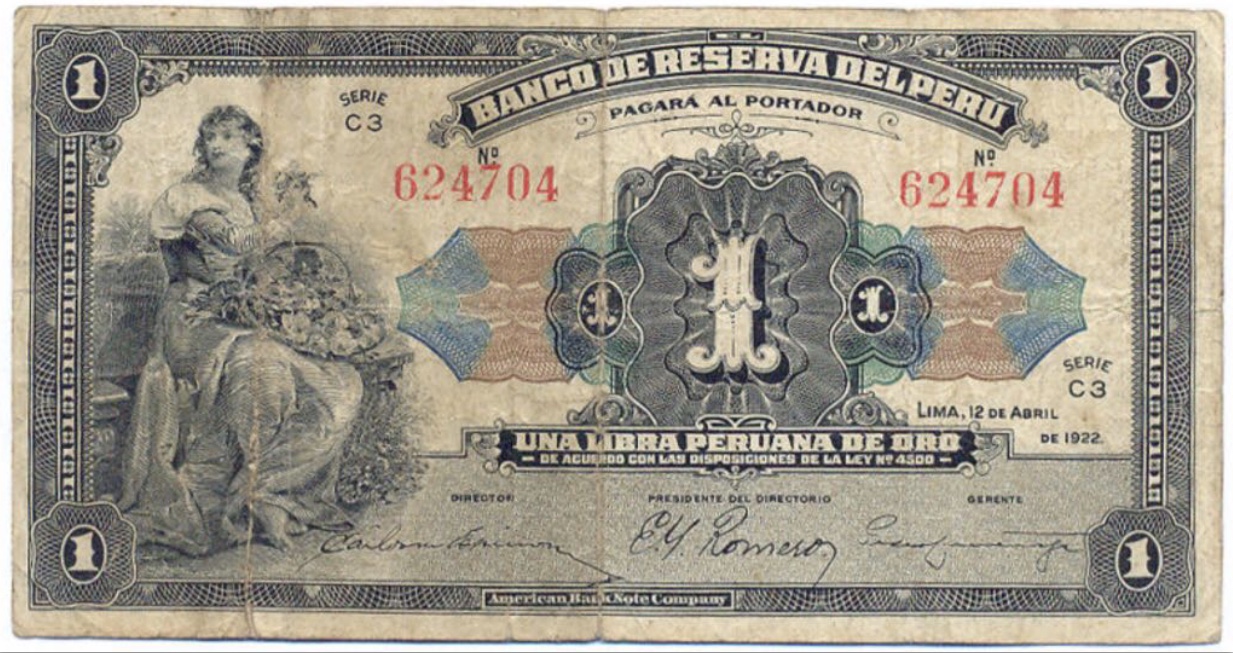 1
1
EL
BANCO DE RESERVA DEL PERU
PAGARÁ AL PORTADOR
SERIE
C3
Nº
624704
Nº
624704
1
1
1
SERIE
C3
LIMA, 12 DE ABRIL
DE 1922.
UNA LIBRA PERUANA DE ORO
— DE ACUERDO CON LAS DISPOSICIONES DE LA LEY Nº 4500 —
DIRECTOR
PRESIDENTE DEL DIRECTORIO
GERENTE
E.Y. Romero
1
1
American Bank Note Company